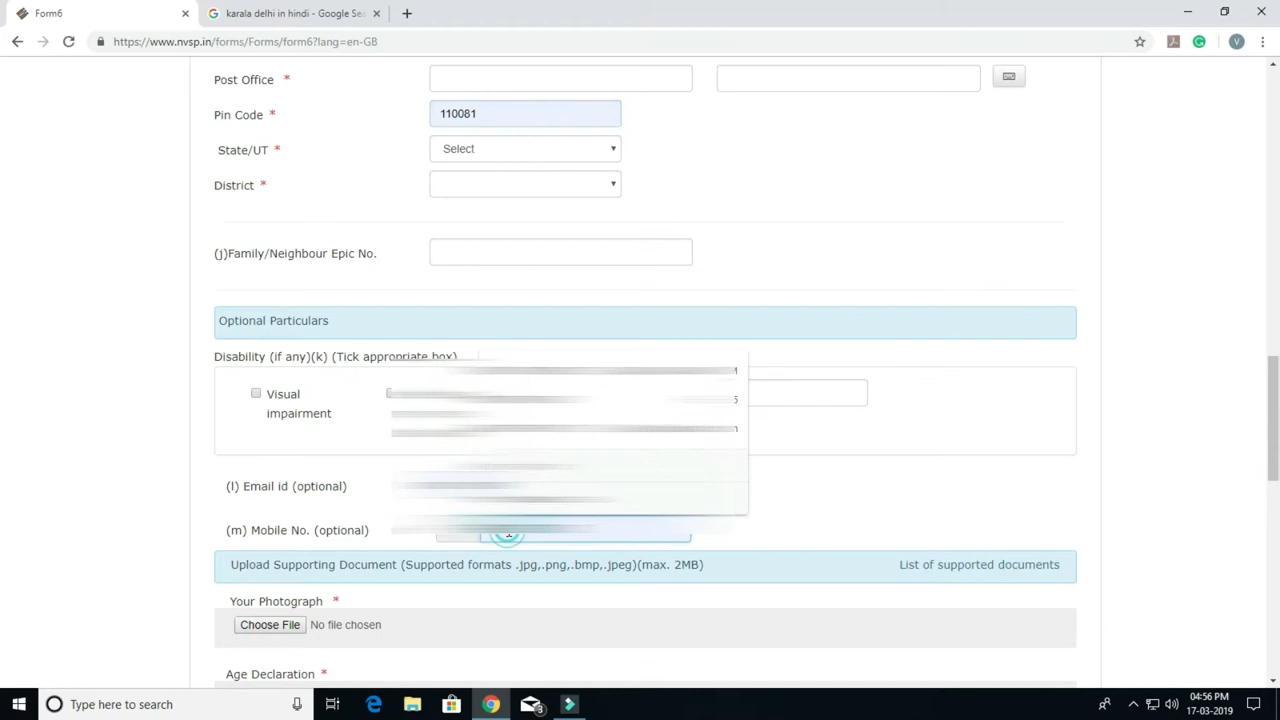 Form6
karala delhi in hindi - Google Sea
https://www.nvsp.in/forms/Forms/form6?lang=en-GB
Post Office *
Pin Code * 110081
State/UT * Select
District *
(j)Family/Neighbour Epic No.
Optional Particulars
Disability (if any)(k) (Tick appropriate box)
Visual
impairment
(l) Email id (optional)
(m) Mobile No. (optional)
Upload Supporting Document (Supported formats .jpg,.png,.bmp,.jpeg)(max. 2MB) List of supported documents
Your Photograph *
Choose File No file chosen
Age Declaration *
Type here to search
3
04:56 PM
17-03-2019